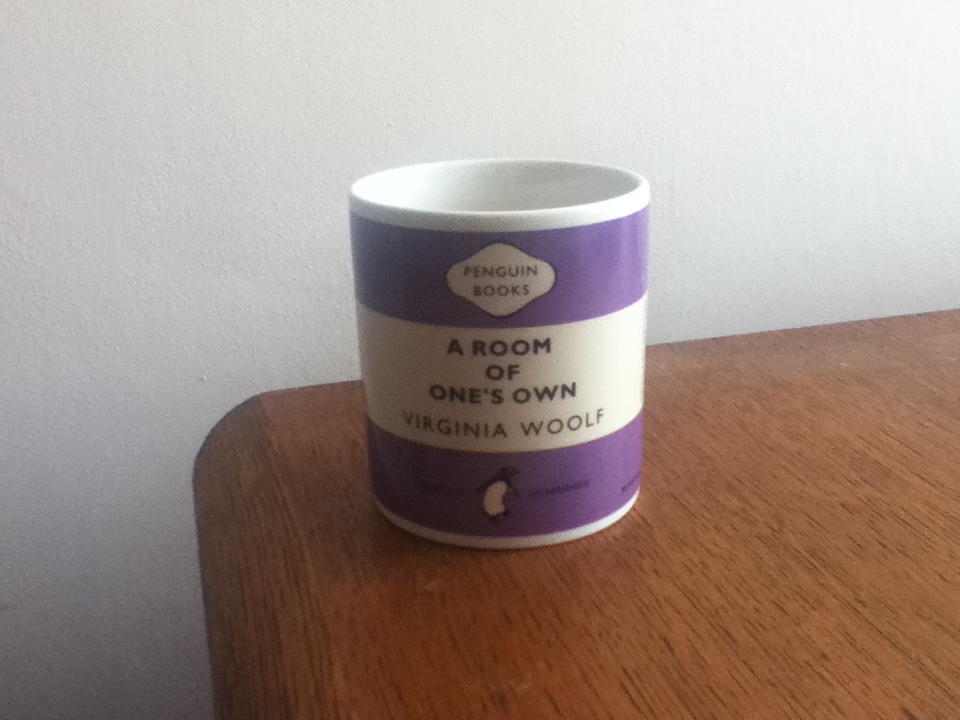 PENGUIN
BOOKS
A ROOM
OF
ONE'S OWN
VIRGINIA WOOLF